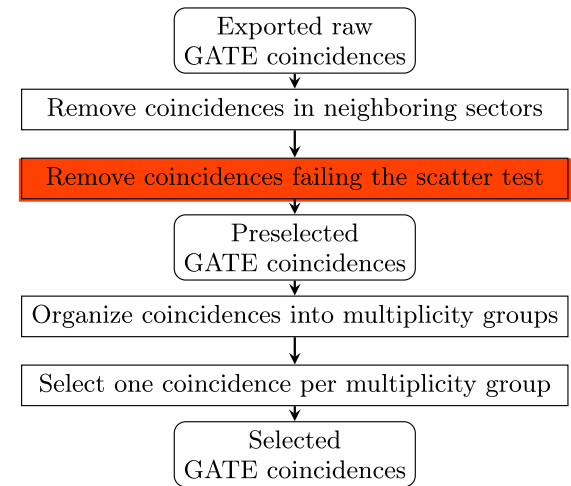 Exported raw
GATE coincidences
Remove coincidences in neighboring sectors
Remove coincidences failing the scatter test
Preselected
GATE coincidences
Organize coincidences into multiplicity groups
Select one coincidence per multiplicity group
Selected
GATE coincidences